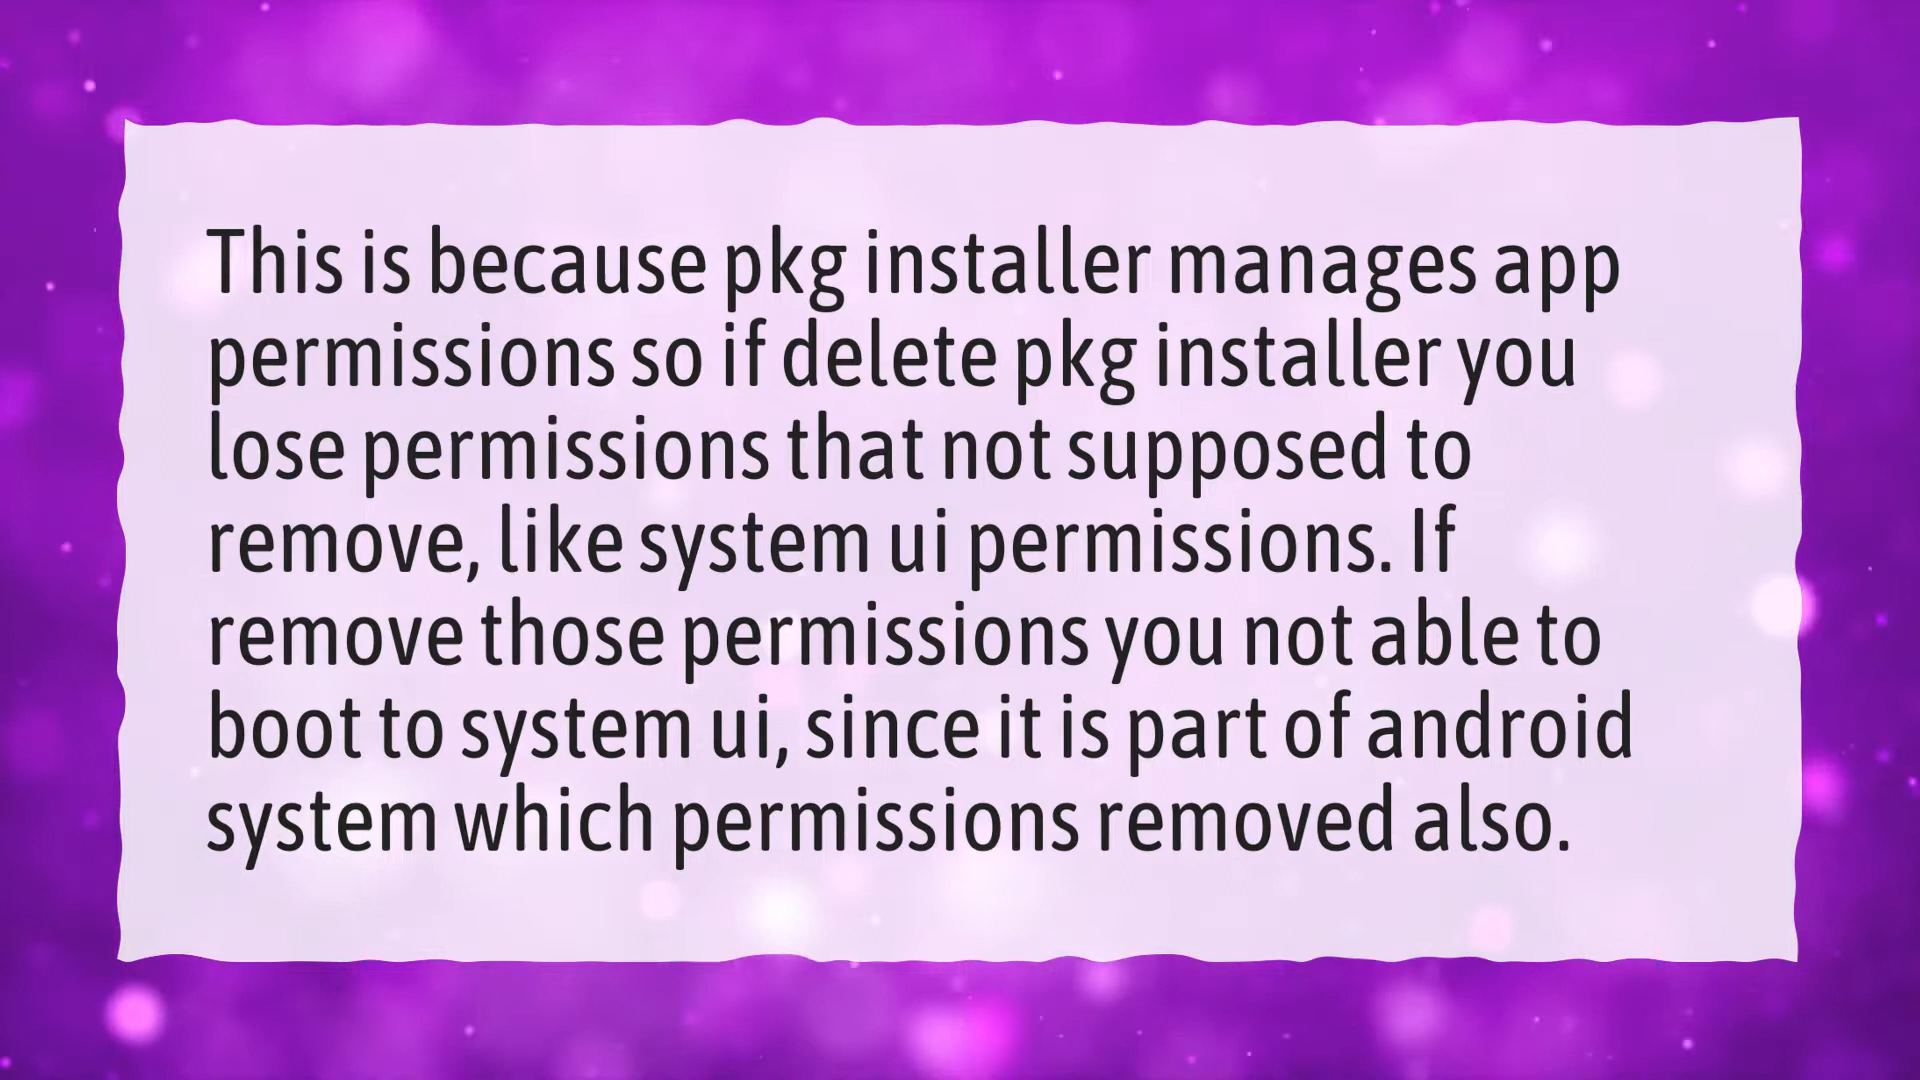 This is because pkg installer manages app
permissions so if delete pkg installer you
lose permissions that not supposed to
remove, like system ui permissions. If
remove those permissions you not able to
boot to system ui, since it is part of android
system which permissions removed also.